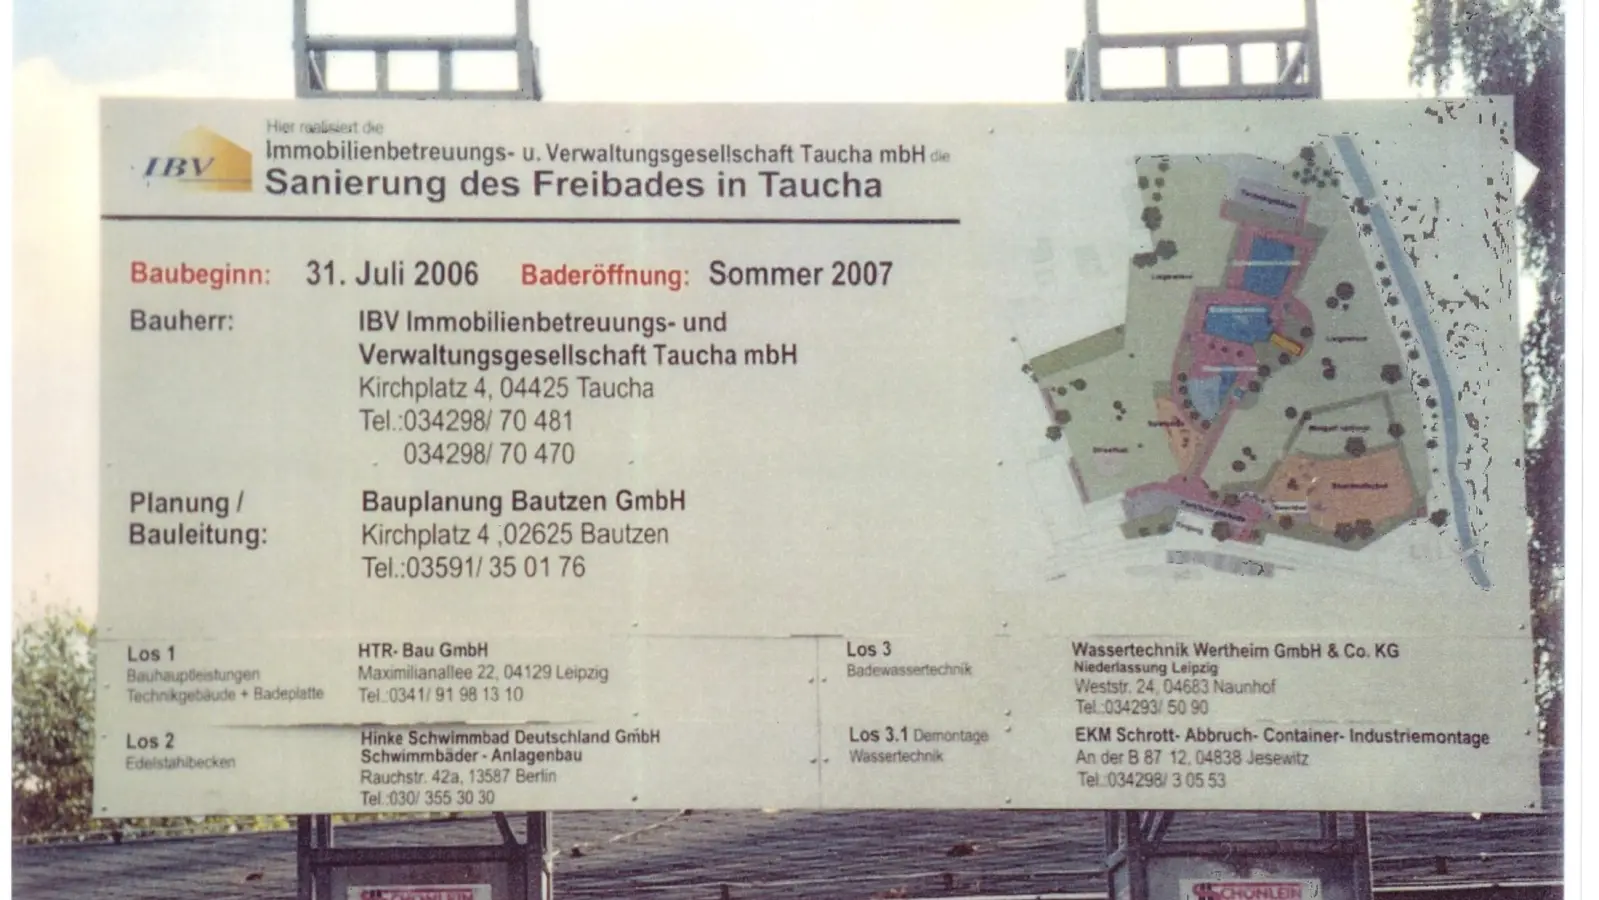 IBV
Hier realisiert die
Immobilienbetreuungs- u. Verwaltungsgesellschaft Taucha mbH die
Sanierung des Freibades in Taucha
Baubeginn: 31. Juli 2006 Baderöffnung: Sommer 2007
Bauherr: IBV Immobilienbetreuungs- und
Verwaltungsgesellschaft Taucha mbH
Kirchplatz 4, 04425 Taucha
Tel.:034298/ 70 481
034298/ 70 470
Planung / Bauplanung Bautzen GmbH
Bauleitung: Kirchplatz 4 ,02625 Bautzen
Tel.:03591/ 35 01 76
Los 1 HTR- Bau GmbH
Bauhauptleistungen Maximilianallee 22, 04129 Leipzig
Technikgebäude + Badeplatte Tel.:0341/ 91 98 13 10
Los 2 Hinke Schwimmbad Deutschland GmbH
Edelstahlbecken Schwimmbäder - Anlagenbau
Rauchstr. 42a, 13587 Berlin
Tel.:030/ 355 30 30
Los 3 Wassertechnik Wertheim GmbH & Co. KG
Badewassertechnik Niederlassung Leipzig
Weststr. 24, 04683 Naunhof
Tel.:034293/ 50 90
Los 3.1 Demontage EKM Schrott- Abbruch- Container- Industriemontage
Wassertechnik An der B 87 12, 04838 Jesewitz
Tel.:034298/ 3 05 53